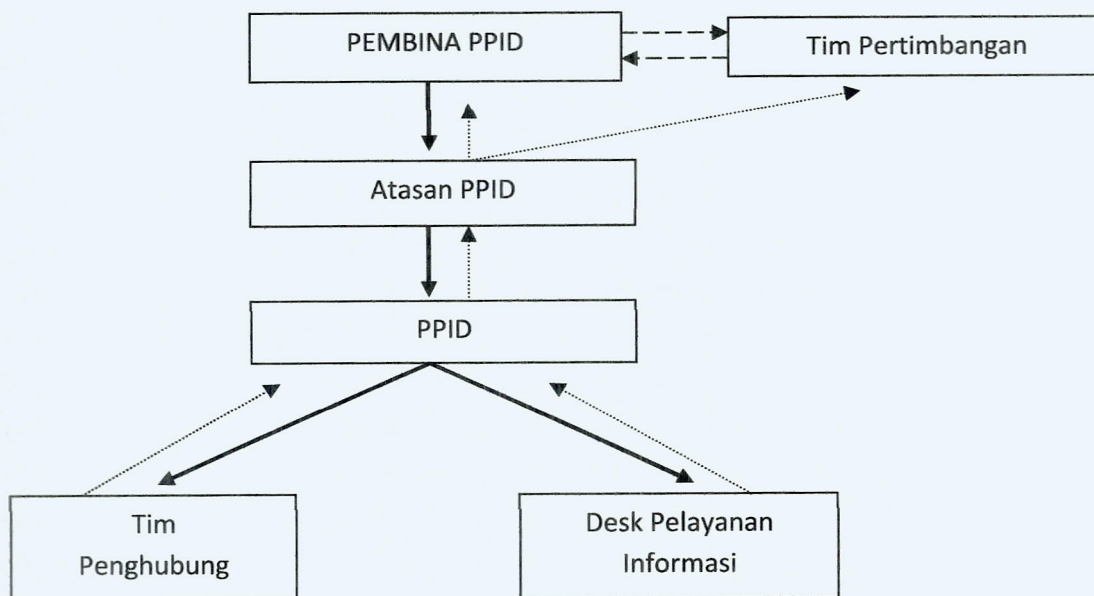 PEMBINA PPID
Tim Pertimbangan
Atasan PPID
PPID
Tim
Penghubung
Desk Pelayanan
Informasi